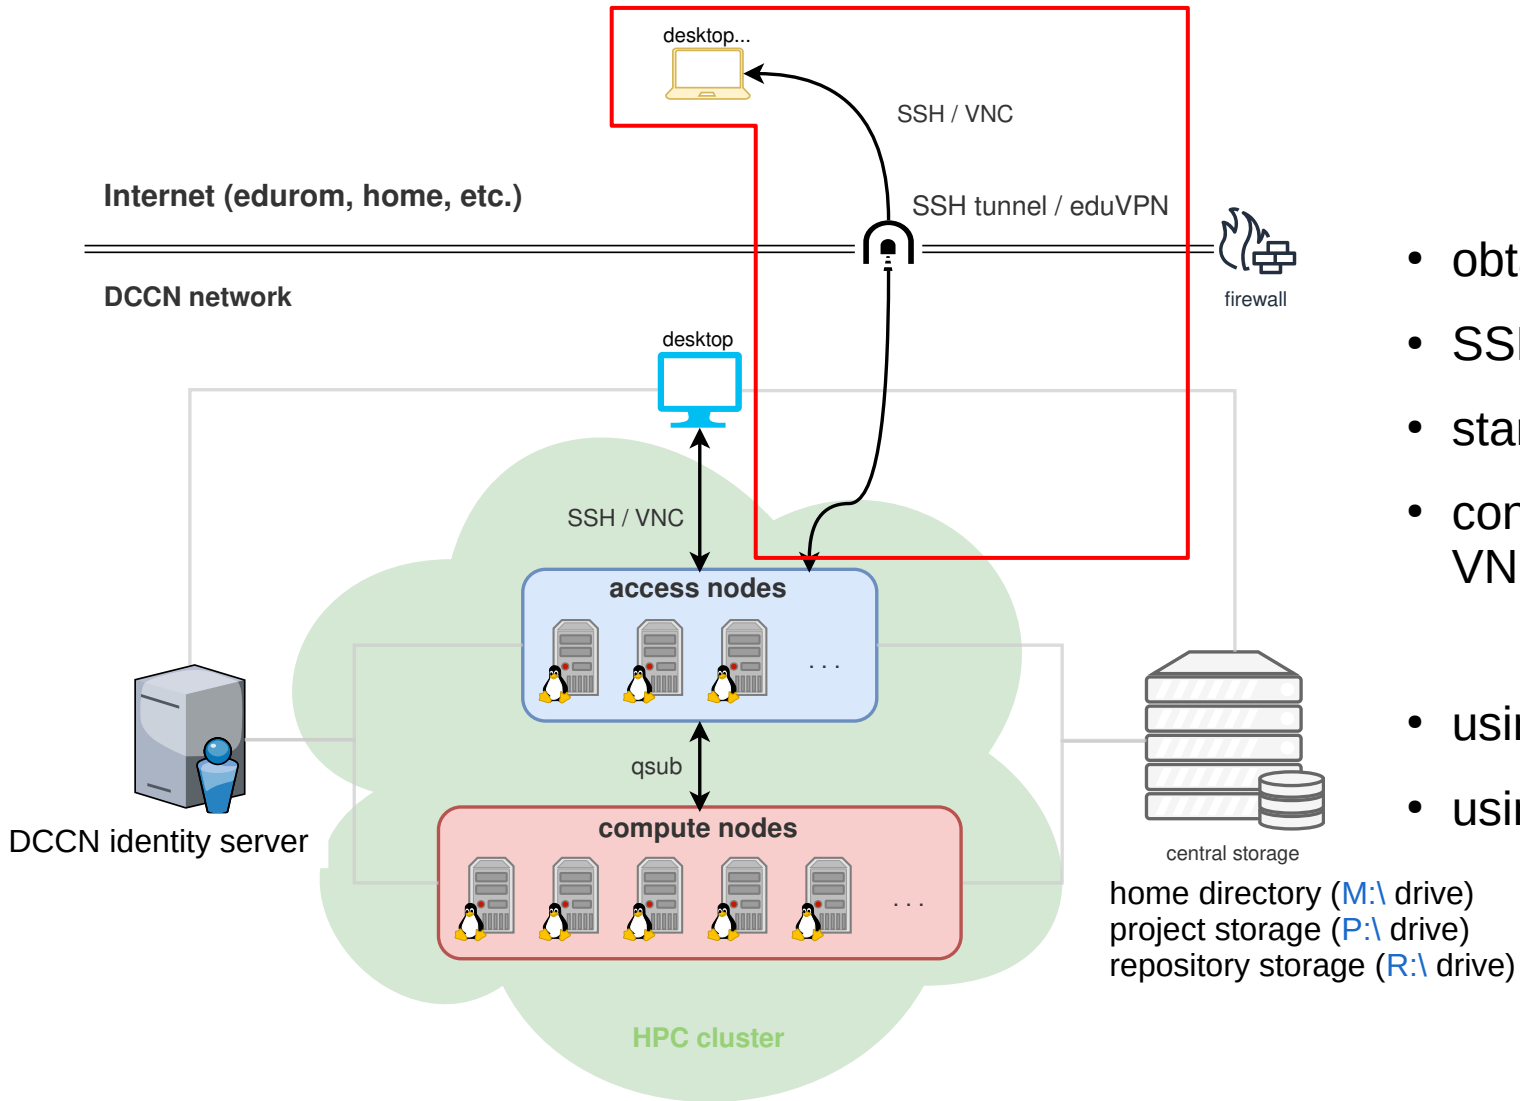 desktop...
SSH / VNC
Internet (edurom, home, etc.)
SSH tunnel / eduVPN
DCCN network
firewall
desktop
SSH / VNC
access nodes
. . .
qsub
compute nodes
. . .
HPC cluster
DCCN identity server
central storage
home directory (M:\ drive)
project storage (P:\ drive)
repository storage (R:\ drive)